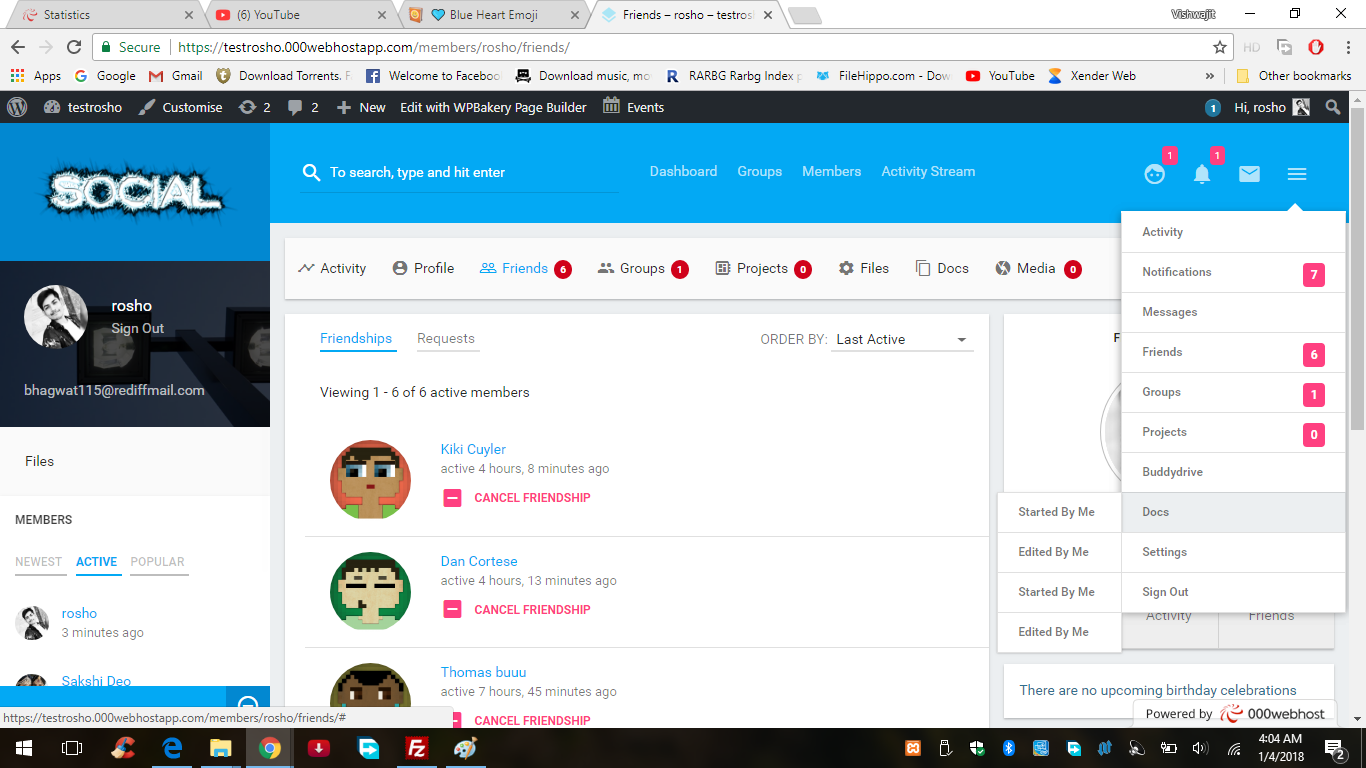 Statistics
(6) YouTube
Blue Heart Emoji
Friends – rosho – testrosh
Vishwajit
Secure
https://testrosho.000webhostapp.com/members/rosho/friends/
HD
Apps
Google
Gmail
Download Torrents. F
Welcome to Faceboo
Download music, mo
RARBG Rarbg Index p
FileHippo.com - Dow
YouTube
Xender Web
»
Other bookmarks
testrosho
Customise
2
2
New
Edit with WPBakery Page Builder
Events
1
Hi, rosho
SOCIAL
To search, type and hit enter
Dashboard
Groups
Members
Activity Stream
1
1
rosho
Sign Out
bhagwat115@rediffmail.com
Files
MEMBERS
NEWEST
ACTIVE
POPULAR
rosho
3 minutes ago
Sakshi Deo
Activity
Profile
Friends 6
Groups 1
Projects 0
Files
Docs
Media 0
Friendships
Requests
ORDER BY:
Last Active
Viewing 1 - 6 of 6 active members
Kiki Cuyler
active 4 hours, 8 minutes ago
CANCEL FRIENDSHIP
Dan Cortese
active 4 hours, 13 minutes ago
CANCEL FRIENDSHIP
Thomas buuu
active 7 hours, 45 minutes ago
CANCEL FRIENDSHIP
F
Activity
Notifications 7
Messages
Friends 6
Groups 1
Projects 0
Buddydrive
Docs
Settings
Sign Out
Started By Me
Edited By Me
Started By Me
Edited By Me
Activity
Friends
There are no upcoming birthday celebrations
Powered by 000webhost
https://testrosho.000webhostapp.com/members/rosho/friends/#
4:04 AM
1/4/2018
2